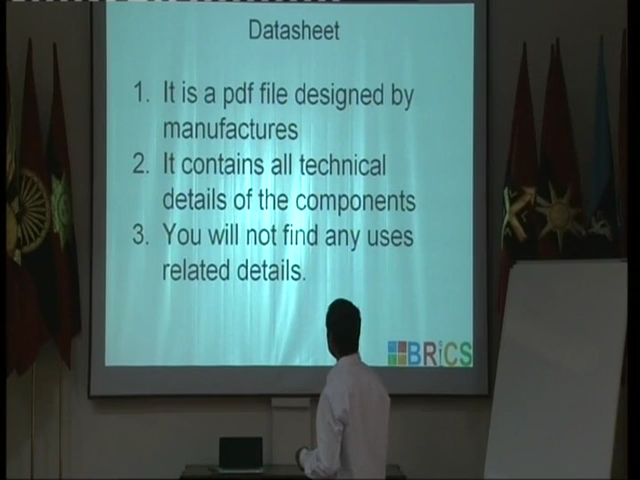 Datasheet
1. It is a pdf file designed by
manufactures
2. It contains all technical
details of the components
3. You will not find any uses
related details.
BRiCS